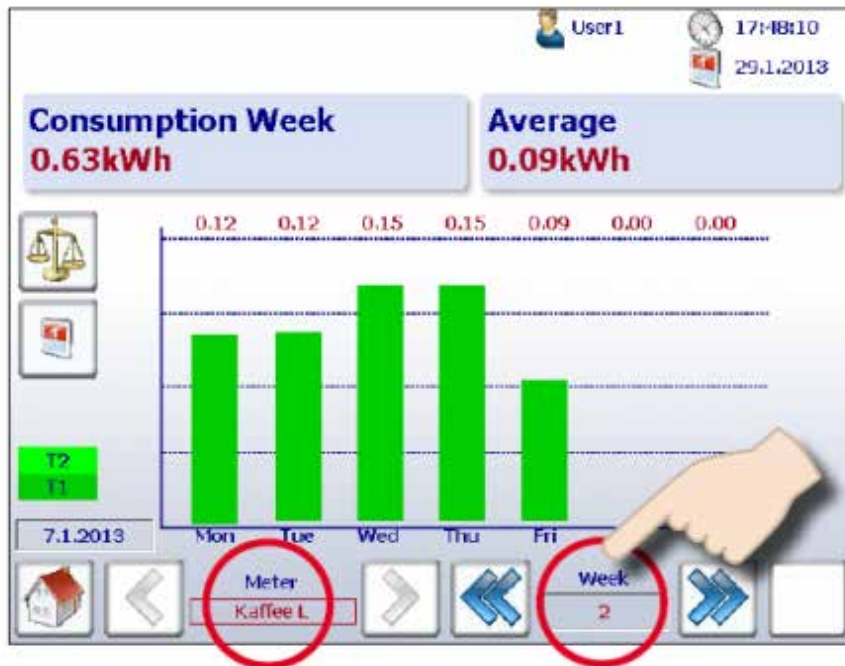 User1
17:48:10
29.1.2013
Consumption Week
0.63kWh
Average
0.09kWh
0.12 0.12 0.15 0.15 0.09 0.00 0.00
T2
T1
7.1.2013
Mon Tue Wed Thu Fri
Meter
Kaffee L
Week
2